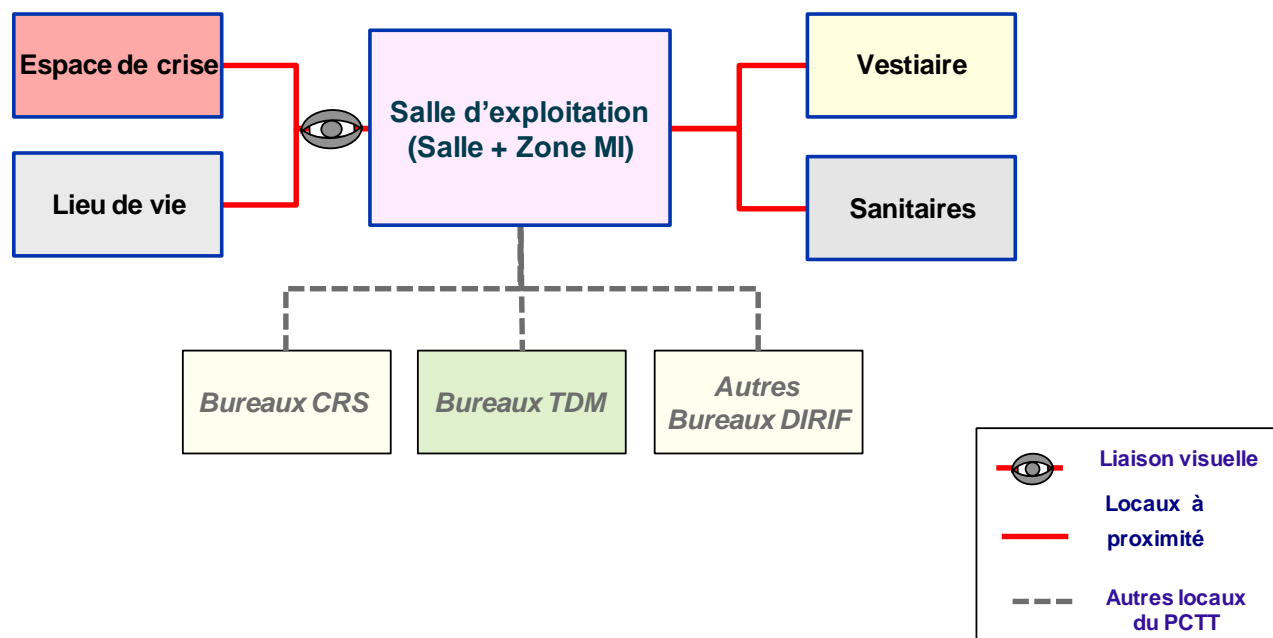 Espace de crise
Lieu de vie
Salle d’exploitation
(Salle + Zone MI)
Vestiaire
Sanitaires
Bureaux CRS
Bureaux TDM
Autres
Bureaux DIRIF
Liaison visuelle
Locaux à
proximité
Autres locaux
du PCTT